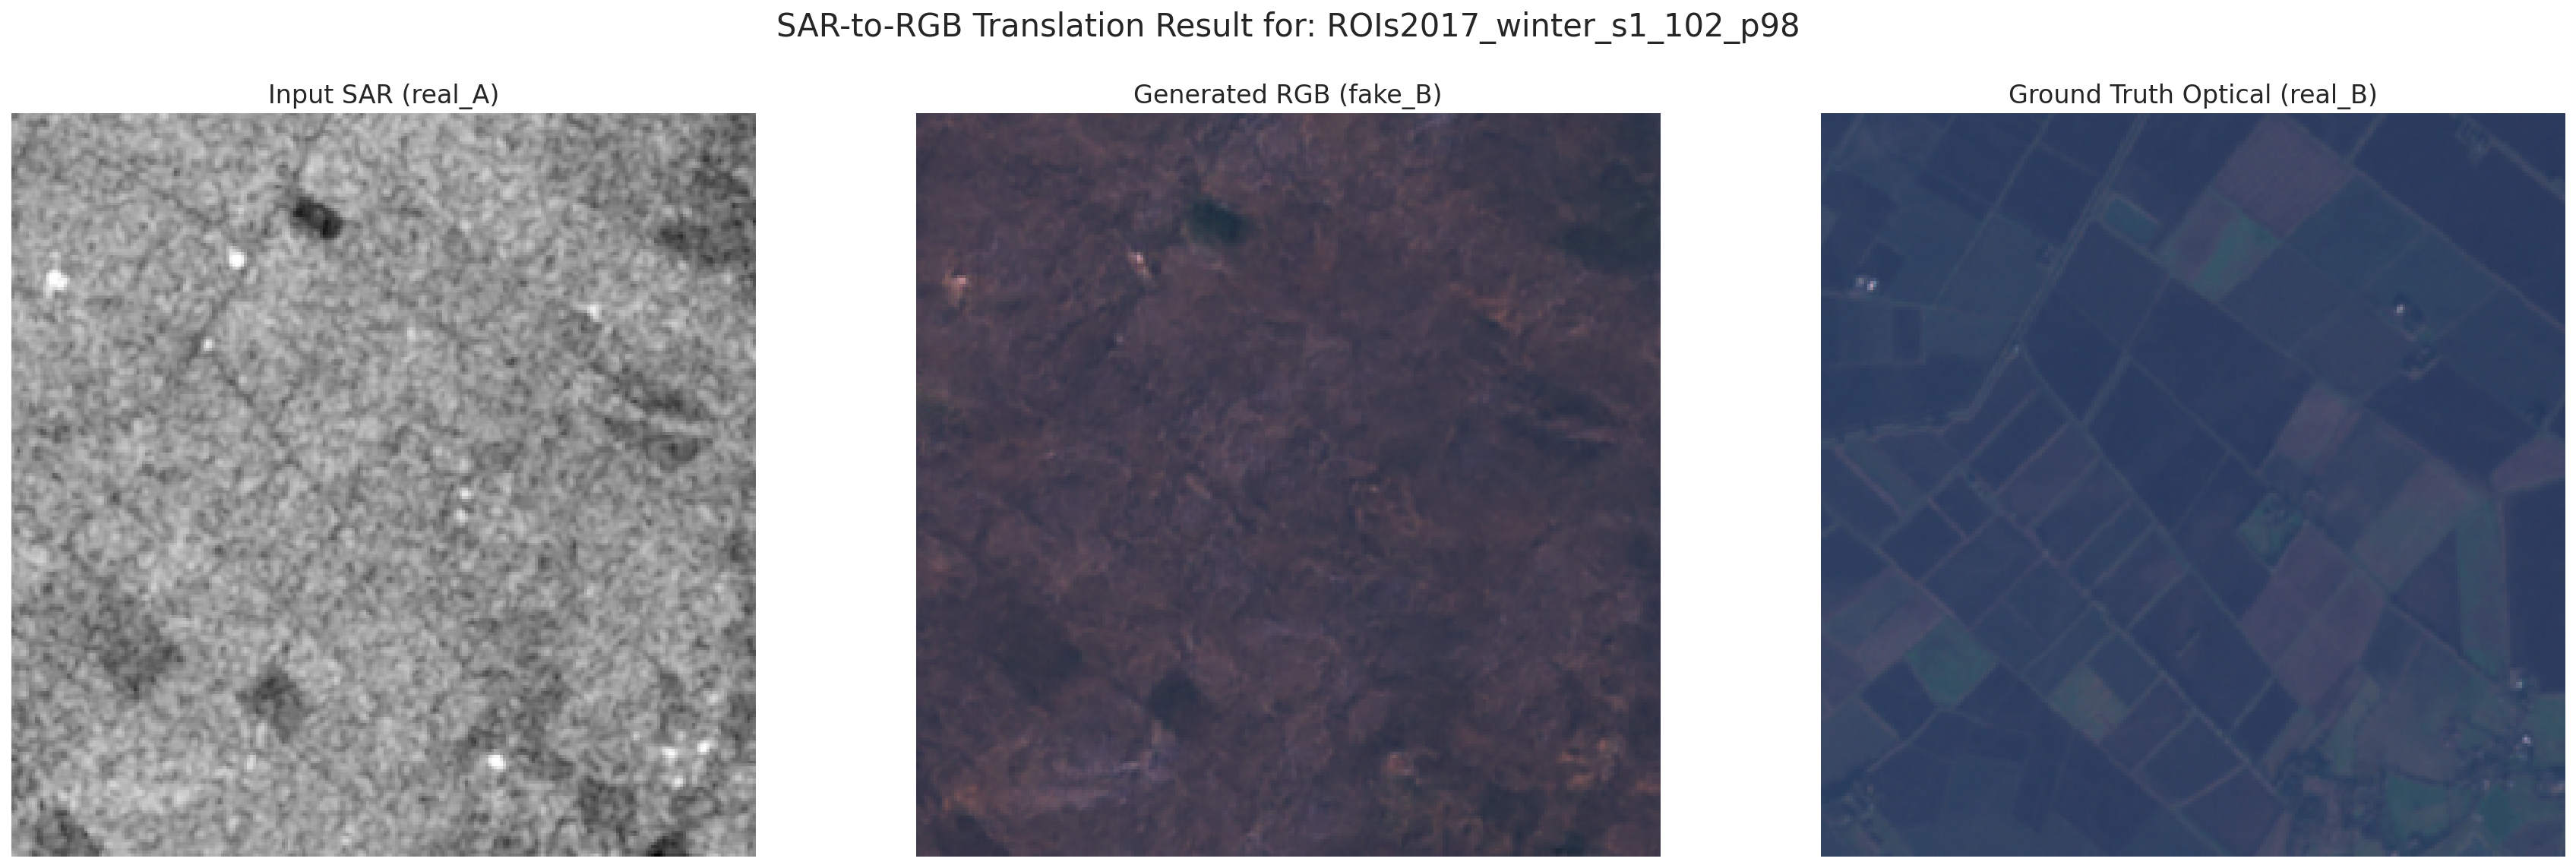 SAR-to-RGB Translation Result for: ROIs2017_winter_s1_102_p98
Input SAR (real_A)
Generated RGB (fake_B)
Ground Truth Optical (real_B)